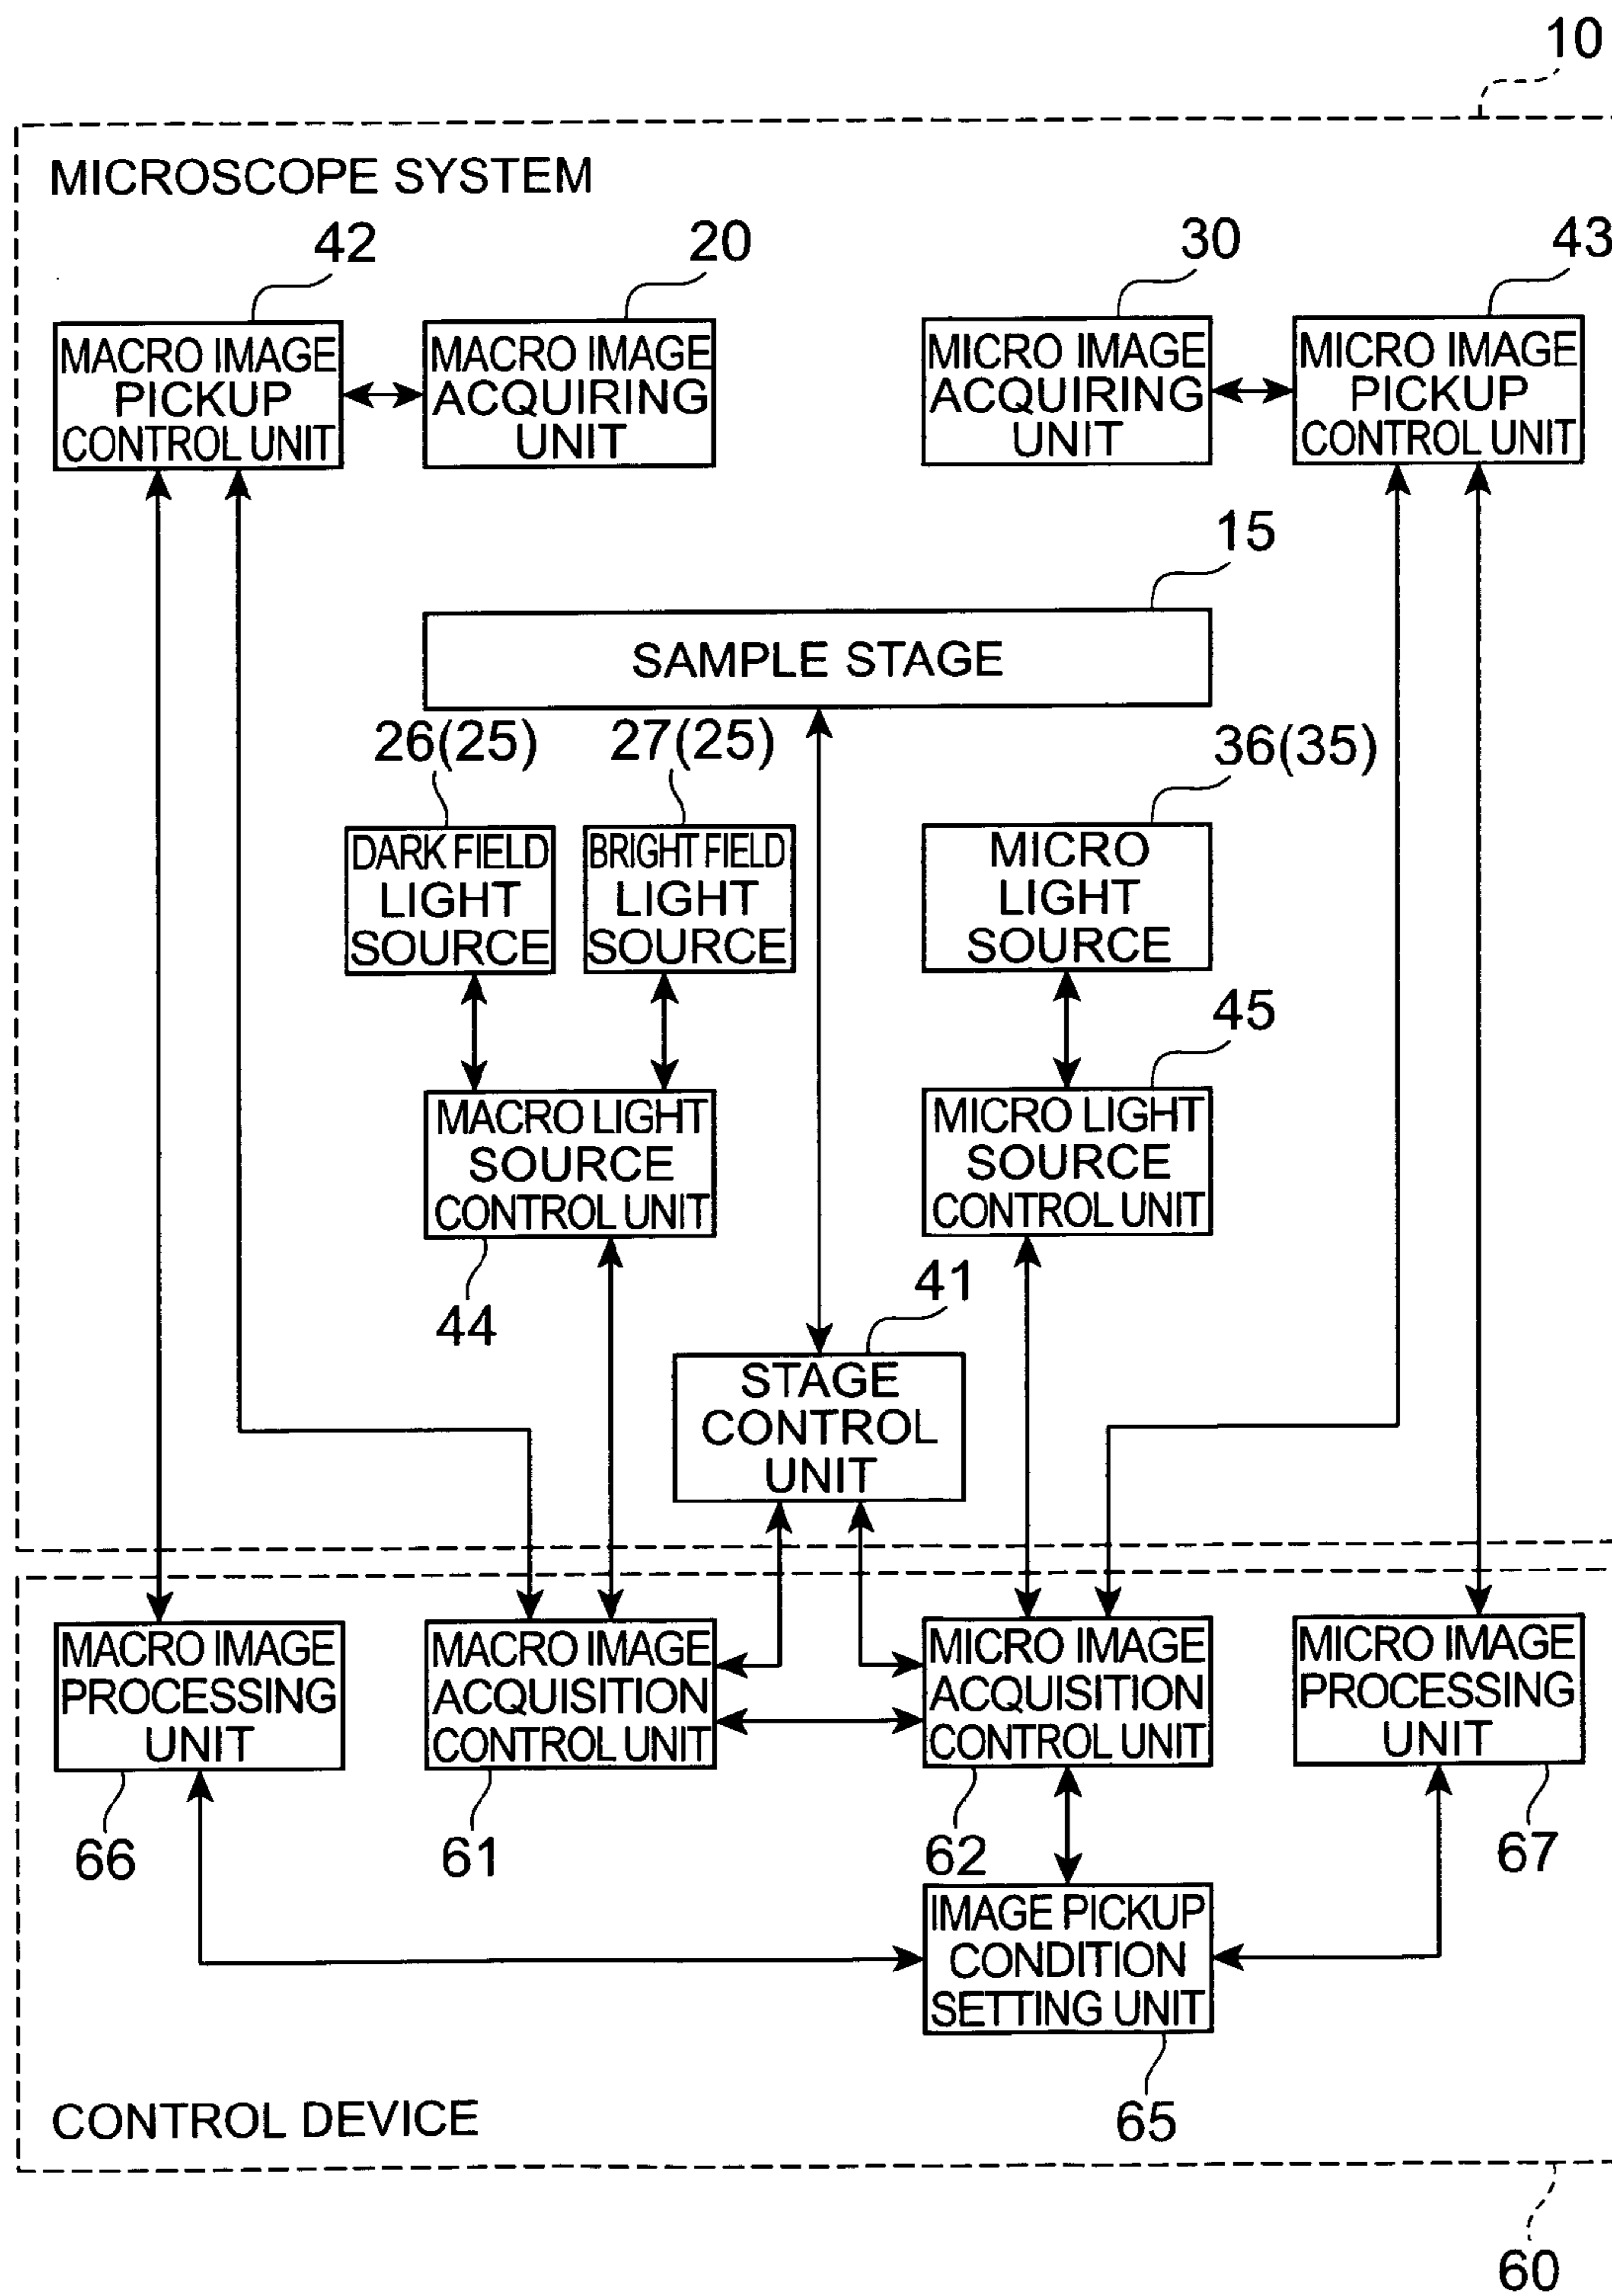 10
MICROSCOPE SYSTEM
42
20
30
43
MACRO IMAGE
PICKUP
CONTROL UNIT
MACRO IMAGE
ACQUIRING
UNIT
MICRO IMAGE
ACQUIRING
UNIT
MICRO IMAGE
PICKUP
CONTROL UNIT
15
SAMPLE STAGE
26(25)
27(25)
36(35)
DARK FIELD
LIGHT
SOURCE
BRIGHT FIELD
LIGHT
SOURCE
MICRO
LIGHT
SOURCE
45
MACRO LIGHT
SOURCE
CONTROL UNIT
MICRO LIGHT
SOURCE
CONTROL UNIT
44
41
STAGE
CONTROL
UNIT
MACRO IMAGE
PROCESSING
UNIT
MACRO IMAGE
ACQUISITION
CONTROL UNIT
MICRO IMAGE
ACQUISITION
CONTROL UNIT
MICRO IMAGE
PROCESSING
UNIT
66
61
62
67
IMAGE PICKUP
CONDITION
SETTING UNIT
65
CONTROL DEVICE
60